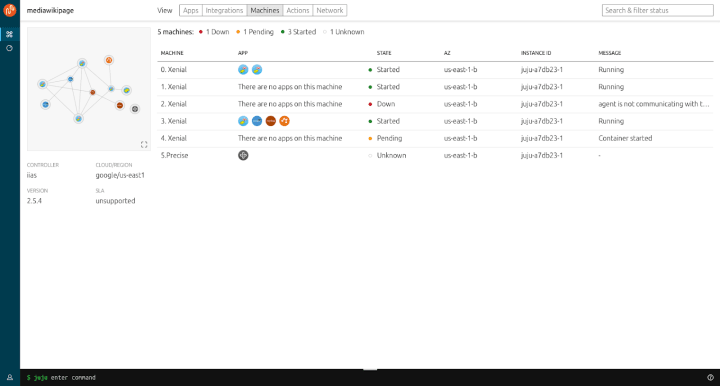 mediawikipage
View Apps Integrations Machines Actions Network
Search & filter status
5 machines: 1 Down 1 Pending 3 Started 1 Unknown
MACHINE APP STATE AZ INSTANCE ID MESSAGE
0. Xenial Started us-east-1-b juju-a7db23-1 Running
1. Xenial There are no apps on this machine Started us-east-1-b juju-a7db23-1 Running
2. Xenial There are no apps on this machine Down us-east-1-b juju-a7db23-1 agent is not communicating with t...
3. Xenial Started us-east-1-b juju-a7db23-1 Running
4. Xenial There are no apps on this machine Pending us-east-1-b juju-a7db23-1 Container started
5.Precise Unknown us-east-1-b juju-a7db23-1 -
CONTROLLER CLOUD/REGION
iias google/us-east1
VERSION SLA
2.5.4 unsupported
$ juju enter command